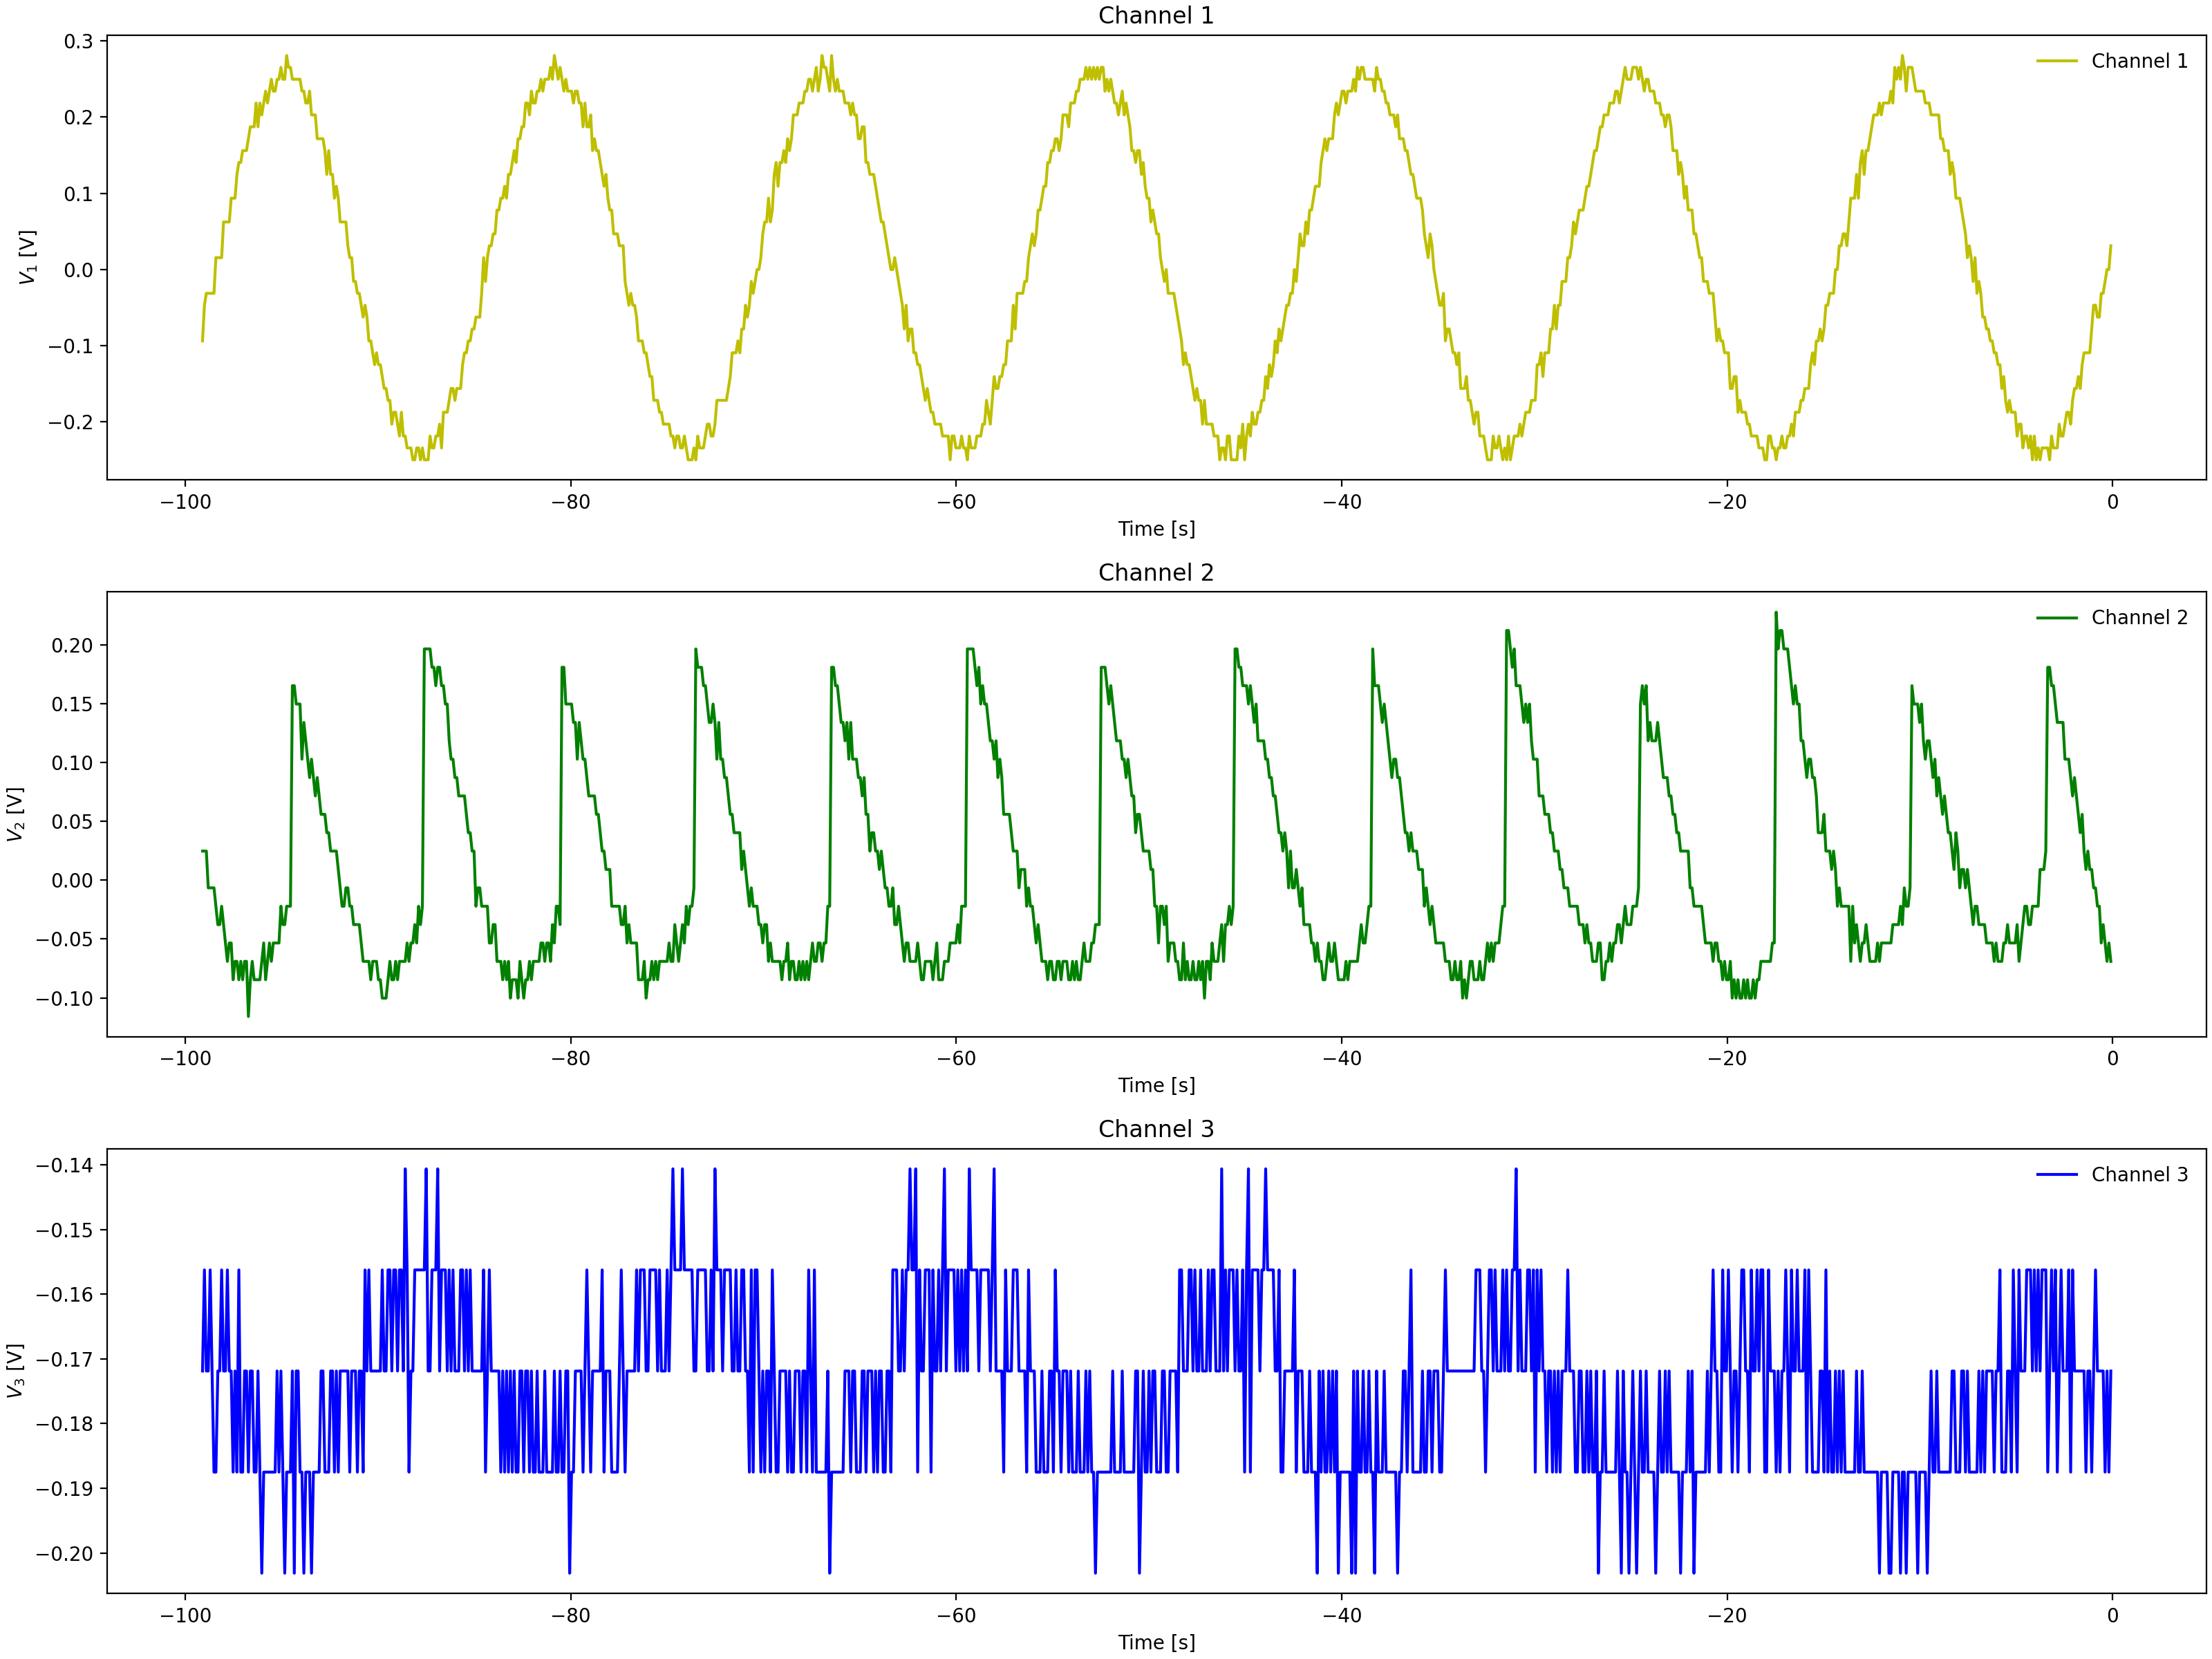 Channel 1
0.3
0.2
0.1
0.0
−0.1
−0.2
V₁ [V]
Channel 1
−100 −80 −60 −40 −20 0
Time [s]
Channel 2
0.20
0.15
0.10
0.05
0.00
−0.05
−0.10
V₂ [V]
Channel 2
−100 −80 −60 −40 −20 0
Time [s]
Channel 3
−0.14
−0.15
−0.16
−0.17
−0.18
−0.19
−0.20
V₃ [V]
Channel 3
−100 −80 −60 −40 −20 0
Time [s]